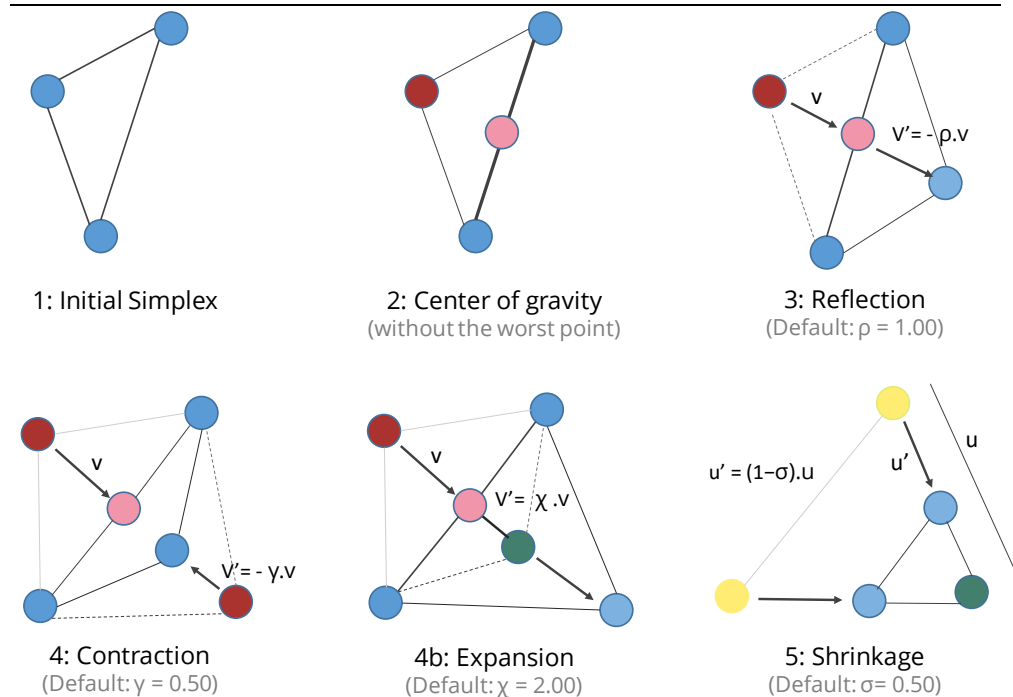 v
V’= - ρ.v
1: Initial Simplex
2: Center of gravity
(without the worst point)
3: Reflection
(Default: ρ = 1.00)
v
V’= - γ.v
v
V’= χ .v
u
u’
u’ = (1−σ).u
4: Contraction
(Default: γ = 0.50)
4b: Expansion
(Default: χ = 2.00)
5: Shrinkage
(Default: σ= 0.50)